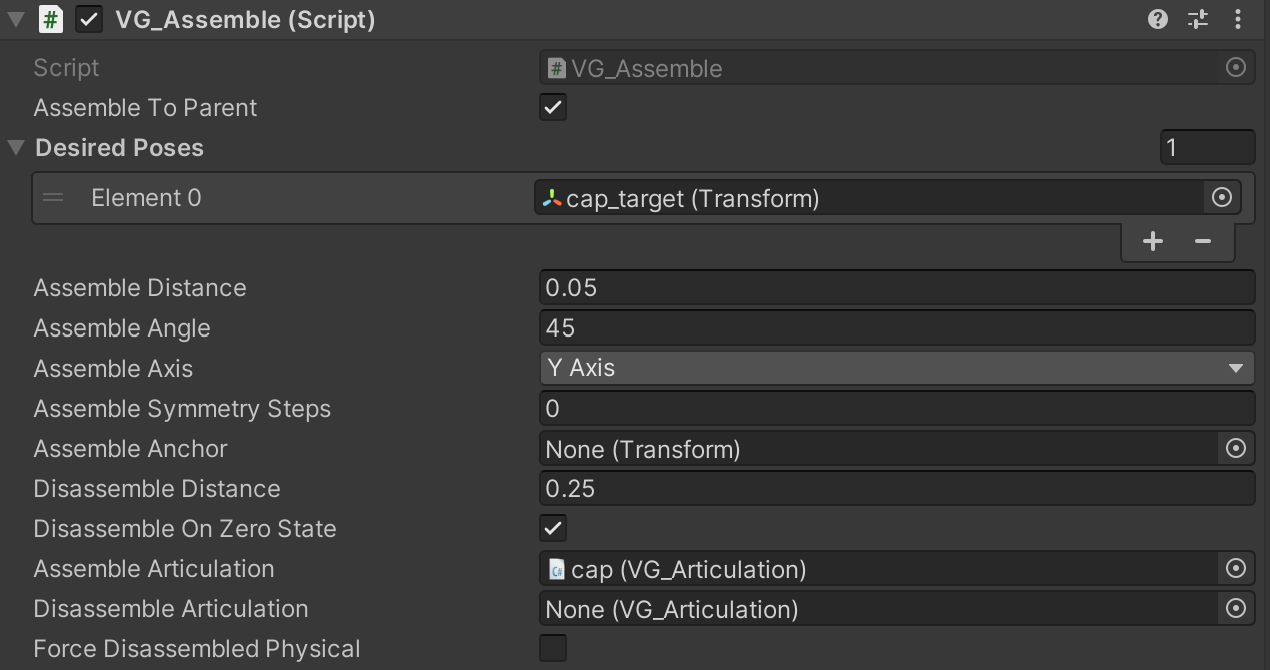 VG_Assemble (Script)
Script VG_Assemble
Assemble To Parent
Desired Poses 1
Element 0 cap_target (Transform)
Assemble Distance 0.05
Assemble Angle 45
Assemble Axis Y Axis
Assemble Symmetry Steps 0
Assemble Anchor None (Transform)
Disassemble Distance 0.25
Disassemble On Zero State
Assemble Articulation cap (VG_Articulation)
Disassemble Articulation None (VG_Articulation)
Force Disassembled Physical